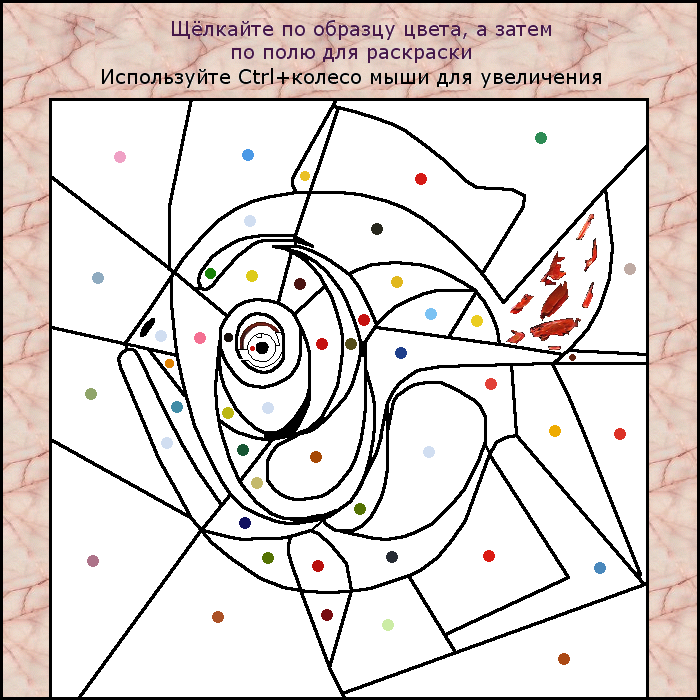 Щёлкайте по образцу цвета, а затем
по полю для раскраски
Используйте Ctrl+колесо мыши для увеличения